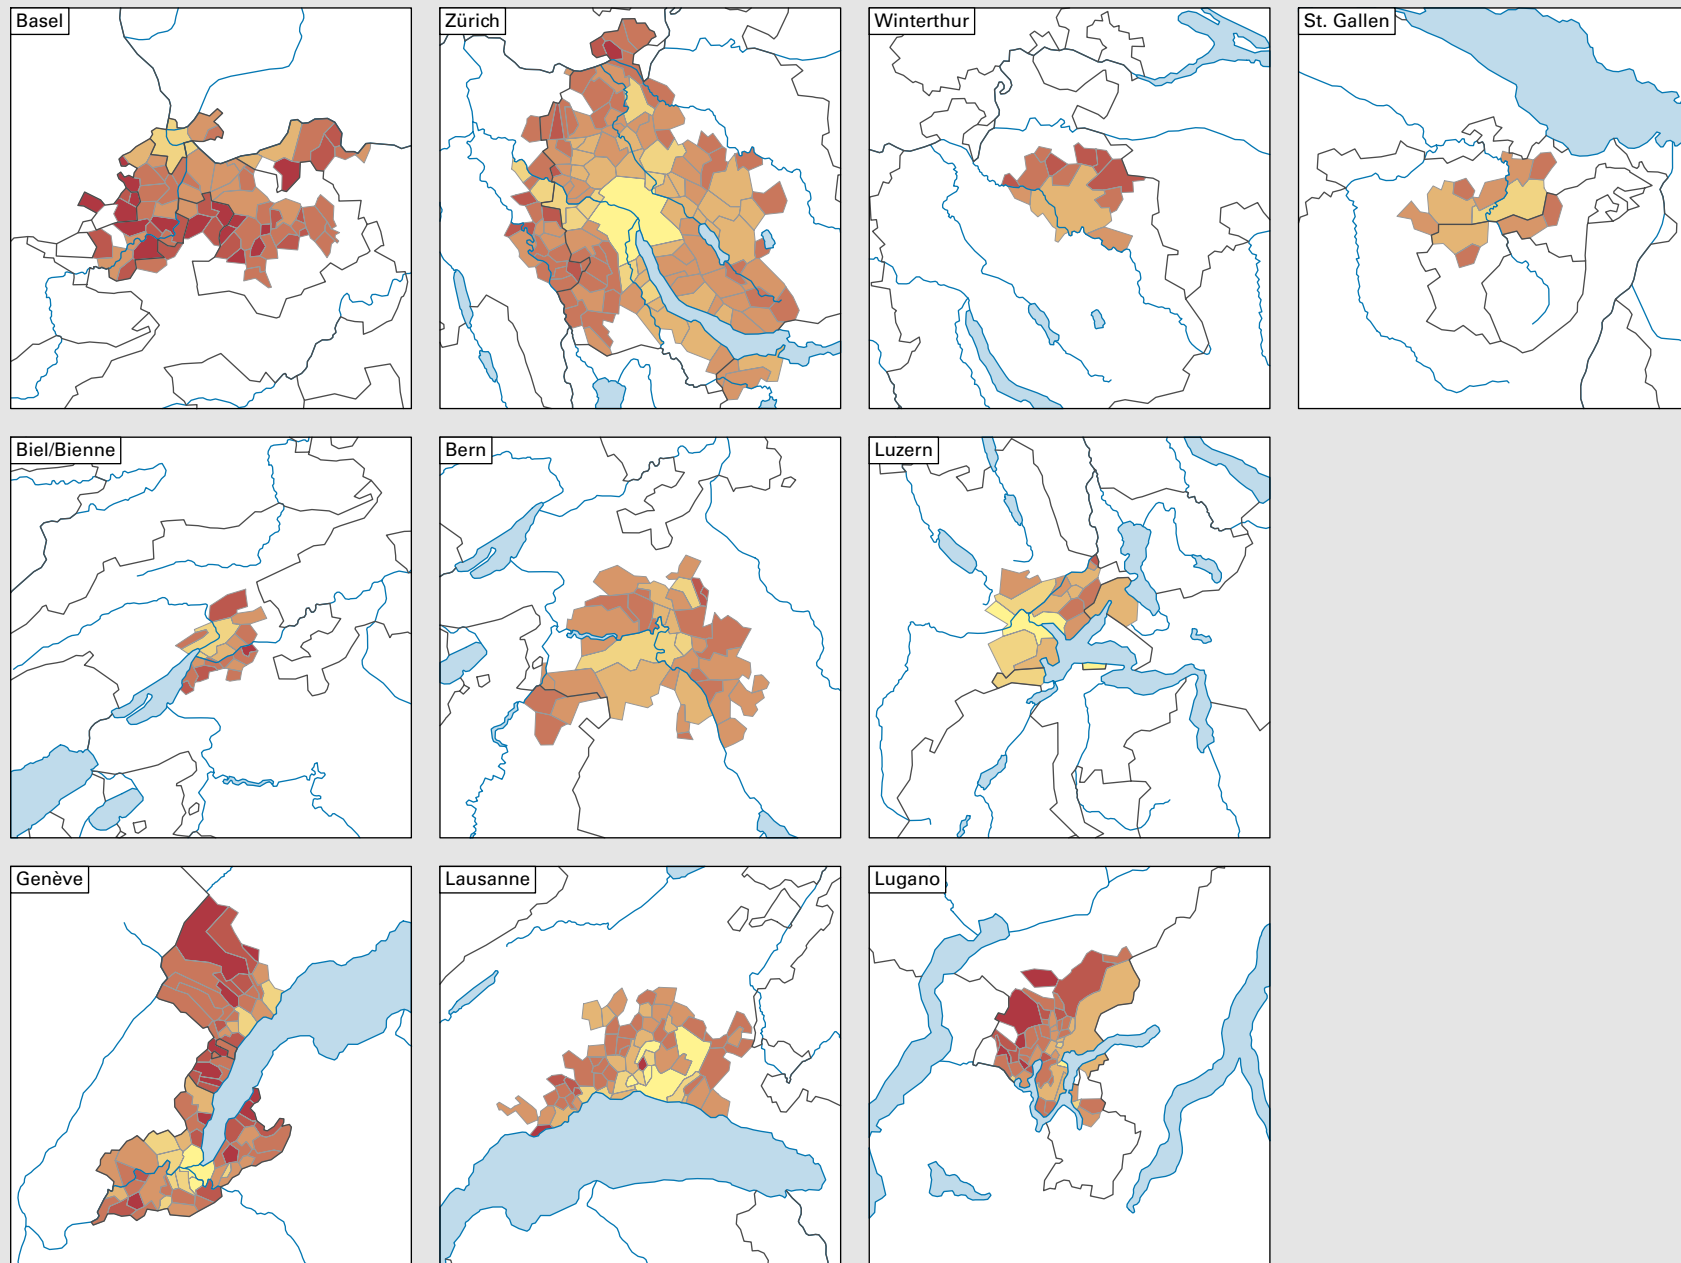 Basel
Zürich
Winterthur
St. Gallen
Biel/Bienne
Bern
Luzern
Genève
Lausanne
Lugano